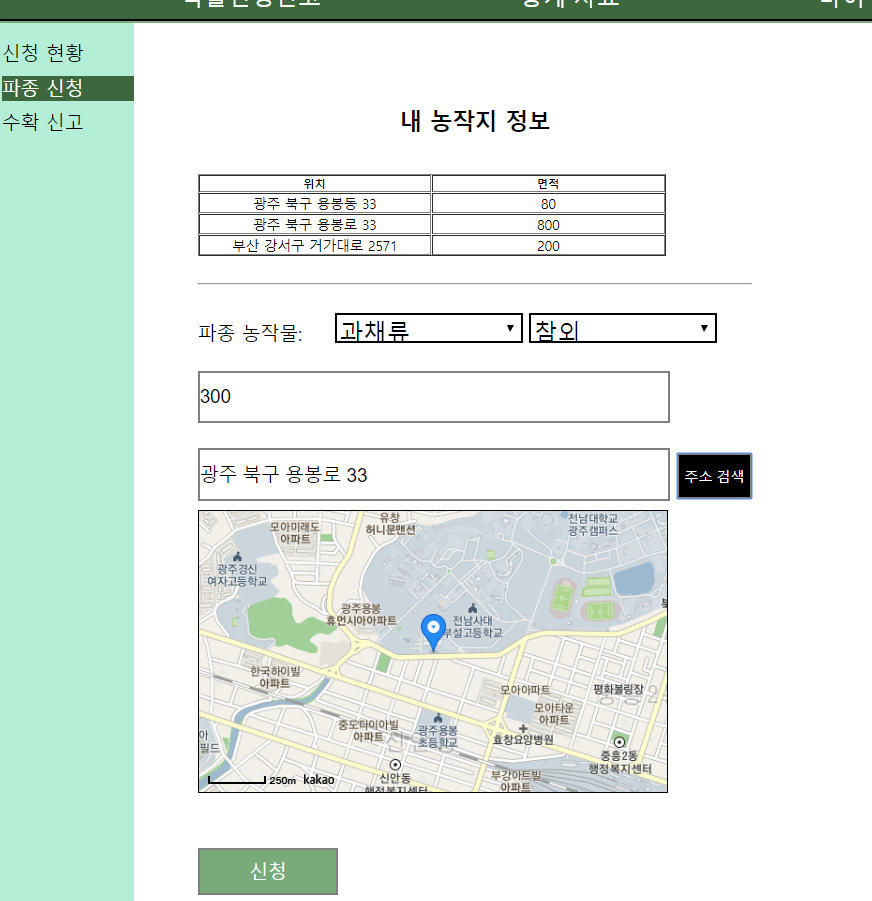 신청 현황
파종 신청
수확 신고
내 농작지 정보
위치 면적
광주 북구 용봉동 33 80
광주 북구 용봉로 33 800
부산 강서구 거가대로 2571 200
파종 농작물: 과채류 참외
300
광주 북구 용봉로 33 주소 검색
모아미래도
아파트
유창
허니문맨션
전남대학교
광주캠퍼스
광주경신
여자고등학교
광주용봉
휴먼시아아파트
전남사대
부설고등학교
한국아이빌
아파트
모아아파트
평화볼링장
모아타운
아파트
중도타이아빌
아파트
광주용봉
초등학교
효창요양병원
중흥2동
행정복지센터
신안동
행정복지센터
부강아트빌
아파트
250m kakao
신청